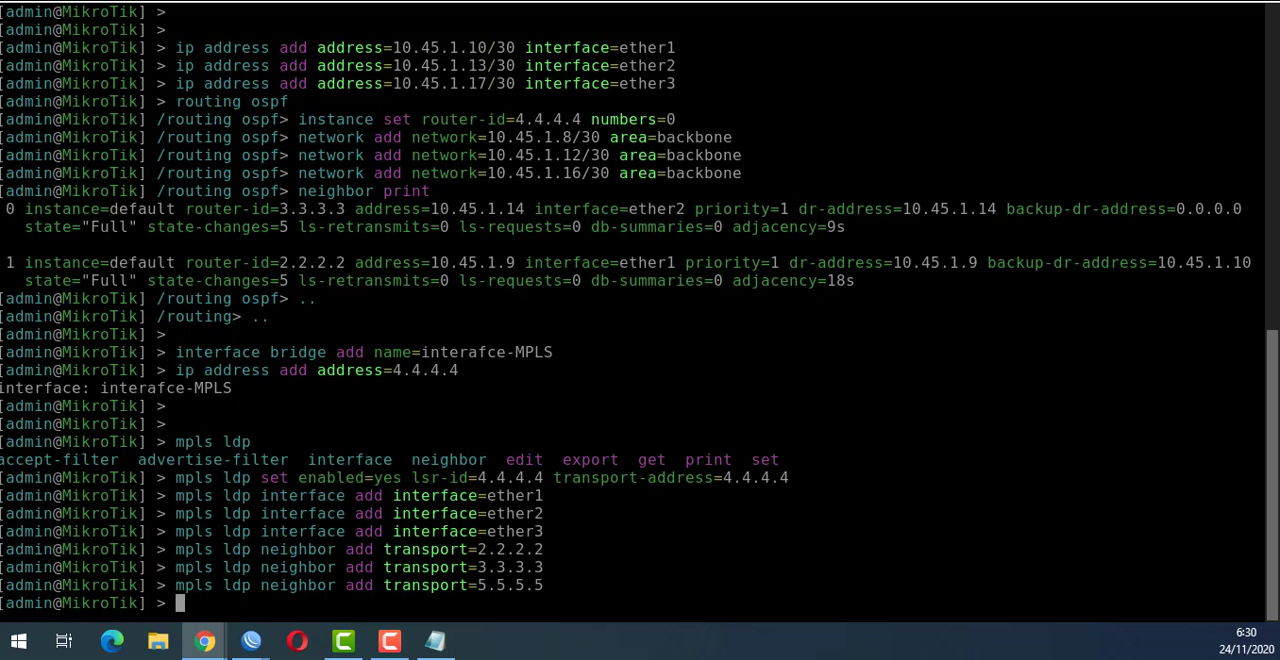 [admin@MikroTik] >
[admin@MikroTik] >
[admin@MikroTik] > ip address add address=10.45.1.10/30 interface=ether1
[admin@MikroTik] > ip address add address=10.45.1.13/30 interface=ether2
[admin@MikroTik] > ip address add address=10.45.1.17/30 interface=ether3
[admin@MikroTik] > routing ospf
[admin@MikroTik] /routing ospf> instance set router-id=4.4.4.4 numbers=0
[admin@MikroTik] /routing ospf> network add network=10.45.1.8/30 area=backbone
[admin@MikroTik] /routing ospf> network add network=10.45.1.12/30 area=backbone
[admin@MikroTik] /routing ospf> network add network=10.45.1.16/30 area=backbone
[admin@MikroTik] /routing ospf> neighbor print
0 instance=default router-id=3.3.3.3 address=10.45.1.14 interface=ether2 priority=1 dr-address=10.45.1.14 backup-dr-address=0.0.0.0
state="Full" state-changes=5 ls-retransmits=0 ls-requests=0 db-summaries=0 adjacency=9s
1 instance=default router-id=2.2.2.2 address=10.45.1.9 interface=ether1 priority=1 dr-address=10.45.1.9 backup-dr-address=10.45.1.10
state="Full" state-changes=5 ls-retransmits=0 ls-requests=0 db-summaries=0 adjacency=18s
[admin@MikroTik] /routing ospf> ..
[admin@MikroTik] /routing> ..
[admin@MikroTik] >
[admin@MikroTik] > interface bridge add name=interafce-MPLS
[admin@MikroTik] > ip address add address=4.4.4.4
interface: interafce-MPLS
[admin@MikroTik] >
[admin@MikroTik] >
[admin@MikroTik] > mpls ldp
accept-filter advertise-filter interface neighbor edit export get print set
[admin@MikroTik] > mpls ldp set enabled=yes lsr-id=4.4.4.4 transport-address=4.4.4.4
[admin@MikroTik] > mpls ldp interface add interface=ether1
[admin@MikroTik] > mpls ldp interface add interface=ether2
[admin@MikroTik] > mpls ldp interface add interface=ether3
[admin@MikroTik] > mpls ldp neighbor add transport=2.2.2.2
[admin@MikroTik] > mpls ldp neighbor add transport=3.3.3.3
[admin@MikroTik] > mpls ldp neighbor add transport=5.5.5.5
[admin@MikroTik] >
6:30
24/11/2020